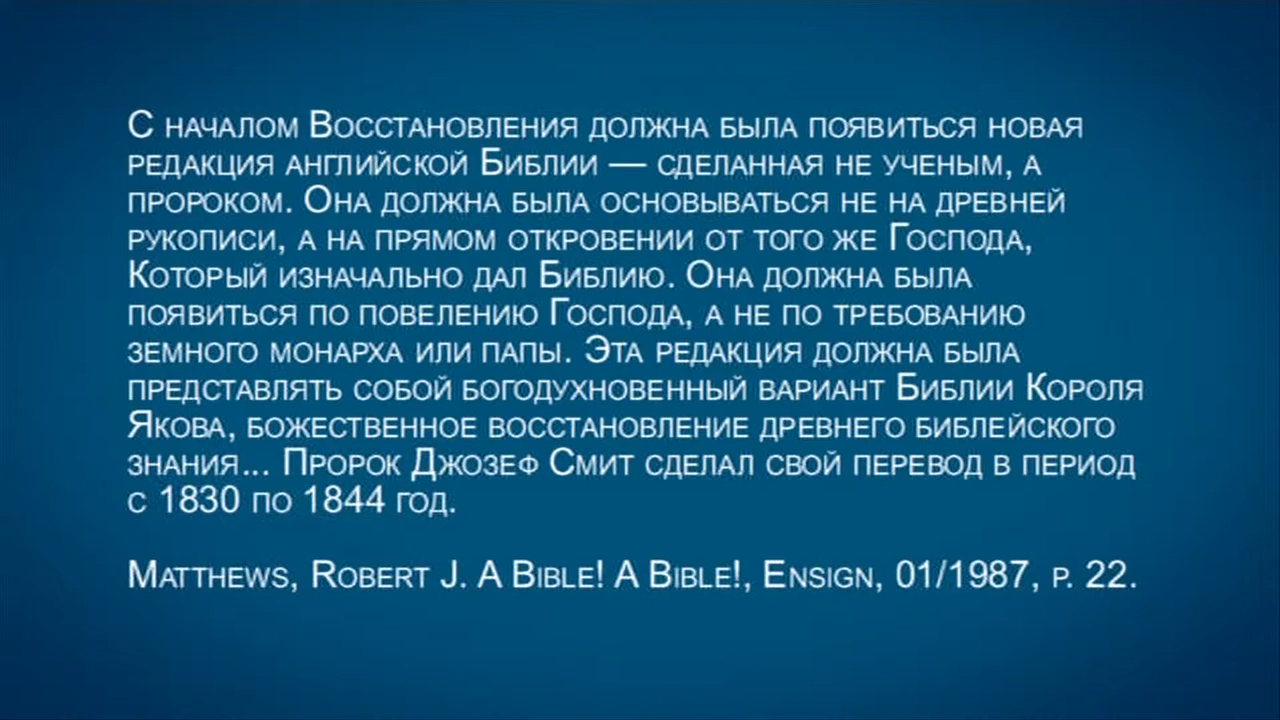 С началом Восстановления должна была появиться новая
редакция английской Библии — сделанная не ученым, а
пророком. Она должна была основываться не на древней
рукописи, а на прямом откровении от того же Господа,
Который изначально дал Библию. Она должна была
появиться по повелению Господа, а не по требованию
земного монарха или папы. Эта редакция должна была
представлять собой богодухновенный вариант Библии Короля
Якова, божественное восстановление древнего библейского
знания... Пророк Джозеф Смит сделал свой перевод в период
с 1830 по 1844 год.
Matthews, Robert J. A Bible! A Bible!, Ensign, 01/1987, p. 22.